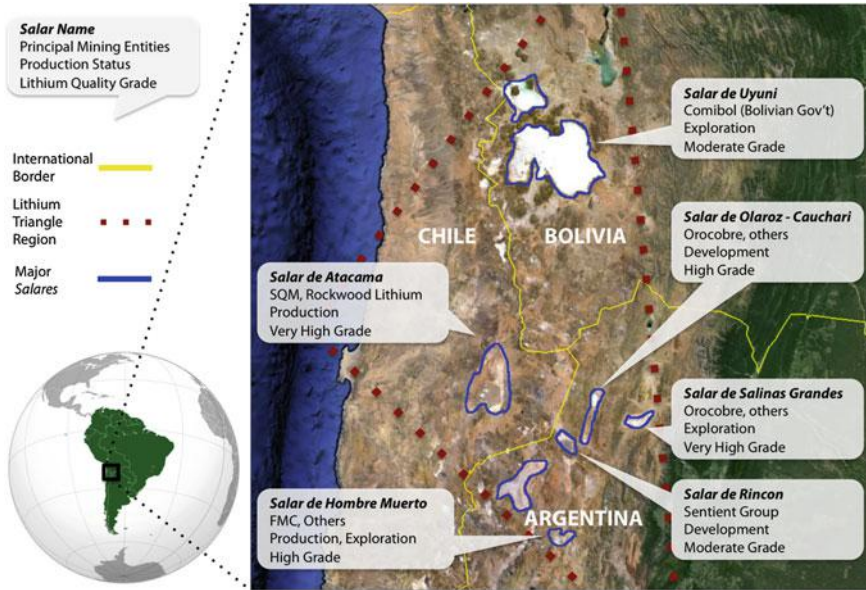 Salar Name
Principal Mining Entities
Production Status
Lithium Quality Grade
International
Border
Lithium
Triangle
Region
Major
Salares
Salar de Uyuni
Comibol (Bolivian Gov't)
Exploration
Moderate Grade
CHILE
BOLIVIA
Salar de Olaroz - Cauchari
Orocobre, others
Development
High Grade
Salar de Atacama
SQM, Rockwood Lithium
Production
Very High Grade
Salar de Salinas Grandes
Orocobre, others
Exploration
Very High Grade
Salar de Hombre Muerto
FMC, Others
Production, Exploration
High Grade
ARGENTINA
Salar de Rincon
Sentient Group
Development
Moderate Grade